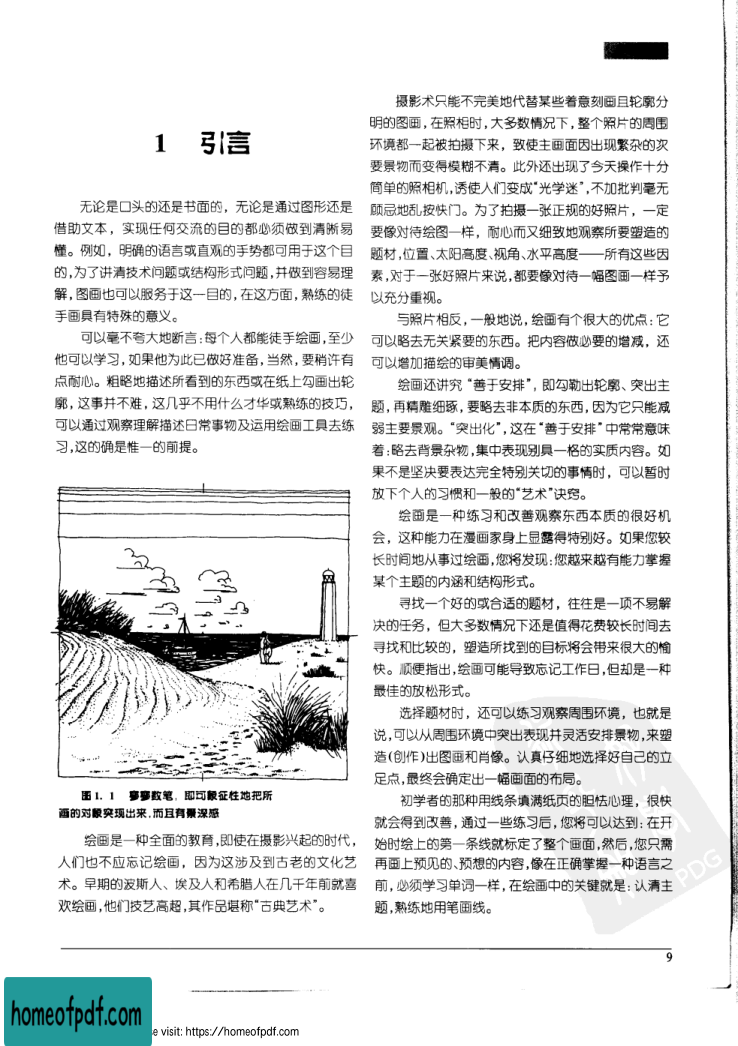 1 引言
无论是口头的还是书面的，无论是通过图形还是
借助文本，实现任何交流的目的都必须做到清晰易
懂。例如，明确的语言或直观的手势都可用于这个目
的,为了讲清技术问题或结构形式问题,并做到容易理
解,图画也可以服务于这一目的,在这方面,熟练的徒
手画具有特殊的意义。
可以毫不夸大地断言:每个人都能徒手绘画,至少
他可以学习,如果他为此已做好准备,当然,要稍许有
点耐心。粗略地描述所看到的东西或在纸上勾画出轮
廓,这事并不难,这几乎不用什么才华或熟练的技巧,
可以通过观察理解描述日常事物及运用绘画工具去练
习,这的确是惟一的前提。
图 1.1 寥寥数笔，即可象征性地把所
画的对象突现出来,而且有景深感
绘画是一种全面的教育,即使在摄影兴起的时代,
人们也不应忘记绘画，因为这涉及到古老的文化艺
术。早期的波斯人、埃及人和希腊人在几千年前就喜
欢绘画,他们技艺高超,其作品堪称“古典艺术”。
摄影术只能不完美地代替某些着意刻画且轮廓分
明的图画,在照相时,大多数情况下,整个照片的周围
环境都一起被拍摄下来，致使主画面因出现繁杂的次
要景物而变得模糊不清。此外还出现了今天操作十分
简单的照相机,诱使人们变成“光学迷”,不加批判毫无
顾忌地乱按快门。为了拍摄一张正规的好照片，一定
要像对待绘图一样，耐心而又细致地观察所要塑造的
题材,位置、太阳高度、视角、水平高度——所有这些因
素,对于一张好照片来说,都要像对待一幅图画一样予
以充分重视。
与照片相反，一般地说，绘画有个很大的优点：它
可以略去无关紧要的东西。把内容做必要的增减，还
可以增加描绘的审美情调。
绘画还讲究“善于安排”，即勾勒出轮廓、突出主
题,再精雕细琢,要略去非本质的东西,因为它只能减
弱主要景观。“突出化”,这在“善于安排”中常常意味
着:略去背景杂物,集中表现别具一格的实质内容。如
果不是坚决要表达完全特别关切的事情时，可以暂时
放下个人的习惯和一般的“艺术”诀窍。
绘画是一种练习和改善观察东西本质的很好机
会，这种能力在漫画家身上显露得特别好。如果您较
长时间地从事过绘画,您将发现:您越来越有能力掌握
某个主题的内涵和结构形式。
寻找一个好的或合适的题材，往往是一项不易解
决的任务，但大多数情况下还是值得花费较长时间去
寻找和比较的，塑造所找到的目标将会带来很大的愉
快。顺便指出,绘画可能导致忘记工作日,但却是一种
最佳的放松形式。
选择题材时，还可以练习观察周围环境，也就是
说,可以从周围环境中突出表现并灵活安排景物,来塑
造(创作)出图画和肖像。认真仔细地选择好自己的立
足点,最终会确定出一幅画面的布局。
初学者的那种用线条填满纸页的胆怯心理，很快
就会得到改善，通过一些练习后，您将可以达到：在开
始时绘上的第一条线就标定了整个画面,然后,您只需
再画上预见的、预想的内容,像在正确掌握一种语言之
前,必须学习单词一样,在绘画中的关键就是:认清主
题,熟练地用笔画线。
PDG
9
homeofpdf.com
e visit: https://homeofpdf.com